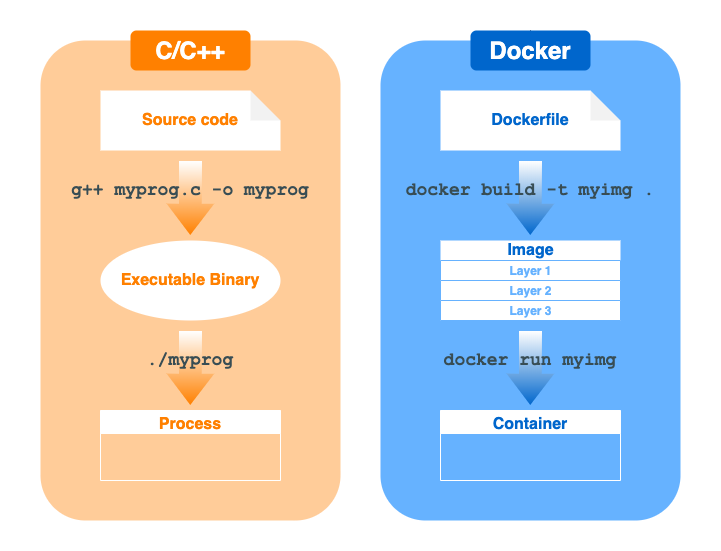 C/C++
Source code
g++ myprog.c -o myprog
Executable Binary
./myprog
Process
Docker
Dockerfile
docker build -t myimg .
Image
Layer 1
Layer 2
Layer 3
docker run myimg
Container